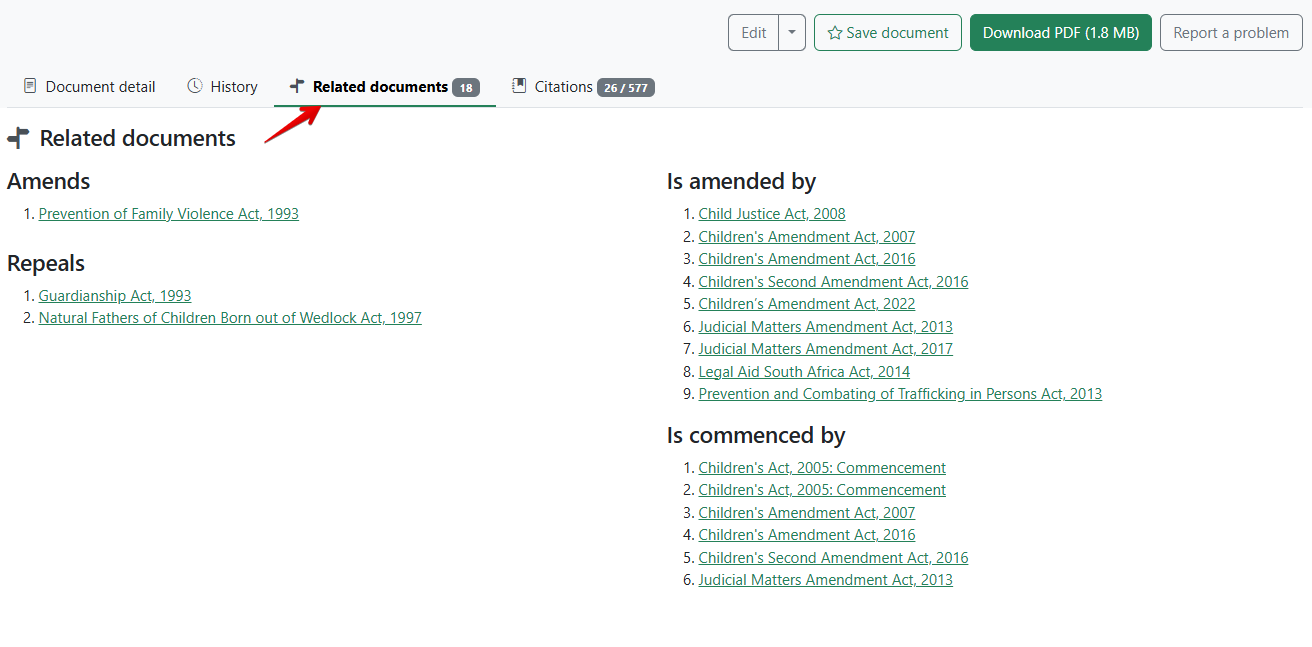 Edit
Save document
Download PDF (1.8 MB)
Report a problem
Document detail
History
Related documents 18
Citations 26 / 577
Related documents
Amends
1. Prevention of Family Violence Act, 1993
Repeals
1. Guardianship Act, 1993
2. Natural Fathers of Children Born out of Wedlock Act, 1997
Is amended by
1. Child Justice Act, 2008
2. Children's Amendment Act, 2007
3. Children's Amendment Act, 2016
4. Children's Second Amendment Act, 2016
5. Children’s Amendment Act, 2022
6. Judicial Matters Amendment Act, 2013
7. Judicial Matters Amendment Act, 2017
8. Legal Aid South Africa Act, 2014
9. Prevention and Combating of Trafficking in Persons Act, 2013
Is commenced by
1. Children's Act, 2005: Commencement
2. Children's Act, 2005: Commencement
3. Children's Amendment Act, 2007
4. Children's Amendment Act, 2016
5. Children's Second Amendment Act, 2016
6. Judicial Matters Amendment Act, 2013